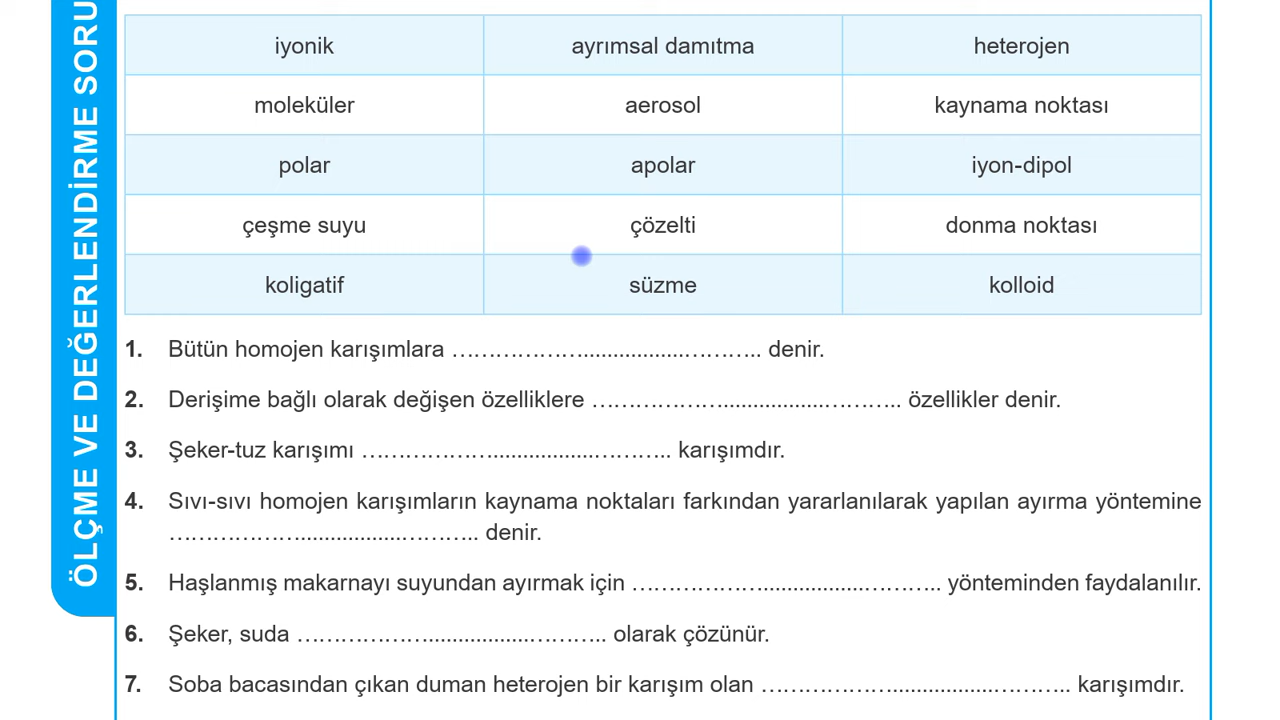 ÖLÇME VE DEĞERLENDİRME SORU
iyonik ayrımsal damıtma heterojen
moleküler aerosol kaynama noktası
polar apolar iyon-dipol
çeşme suyu çözelti donma noktası
koligatif süzme kolloid
1. Bütün homojen karışımlara ………………..................……….. denir.
2. Derişime bağlı olarak değişen özelliklere ………………..................……….. özellikler denir.
3. Şeker-tuz karışımı ………………..................……….. karışımdır.
4. Sıvı-sıvı homojen karışımların kaynama noktaları farkından yararlanılarak yapılan ayırma yöntemine
………………..................……….. denir.
5. Haşlanmış makarnayı suyundan ayırmak için ………………..................……….. yönteminden faydalanılır.
6. Şeker, suda ………………..................……….. olarak çözünür.
7. Soba bacasından çıkan duman heterojen bir karışım olan ………………..................……….. karışımdır.